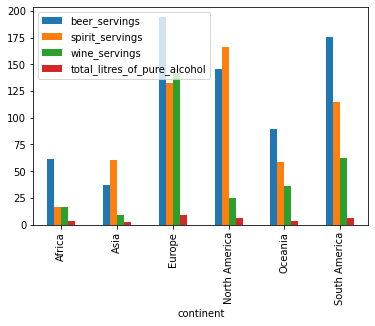 200
175
150
125
100
75
50
25
0
beer_servings
spirit_servings
wine_servings
total_litres_of_pure_alcohol
Africa
Asia
Europe
North America
Oceania
South America
continent